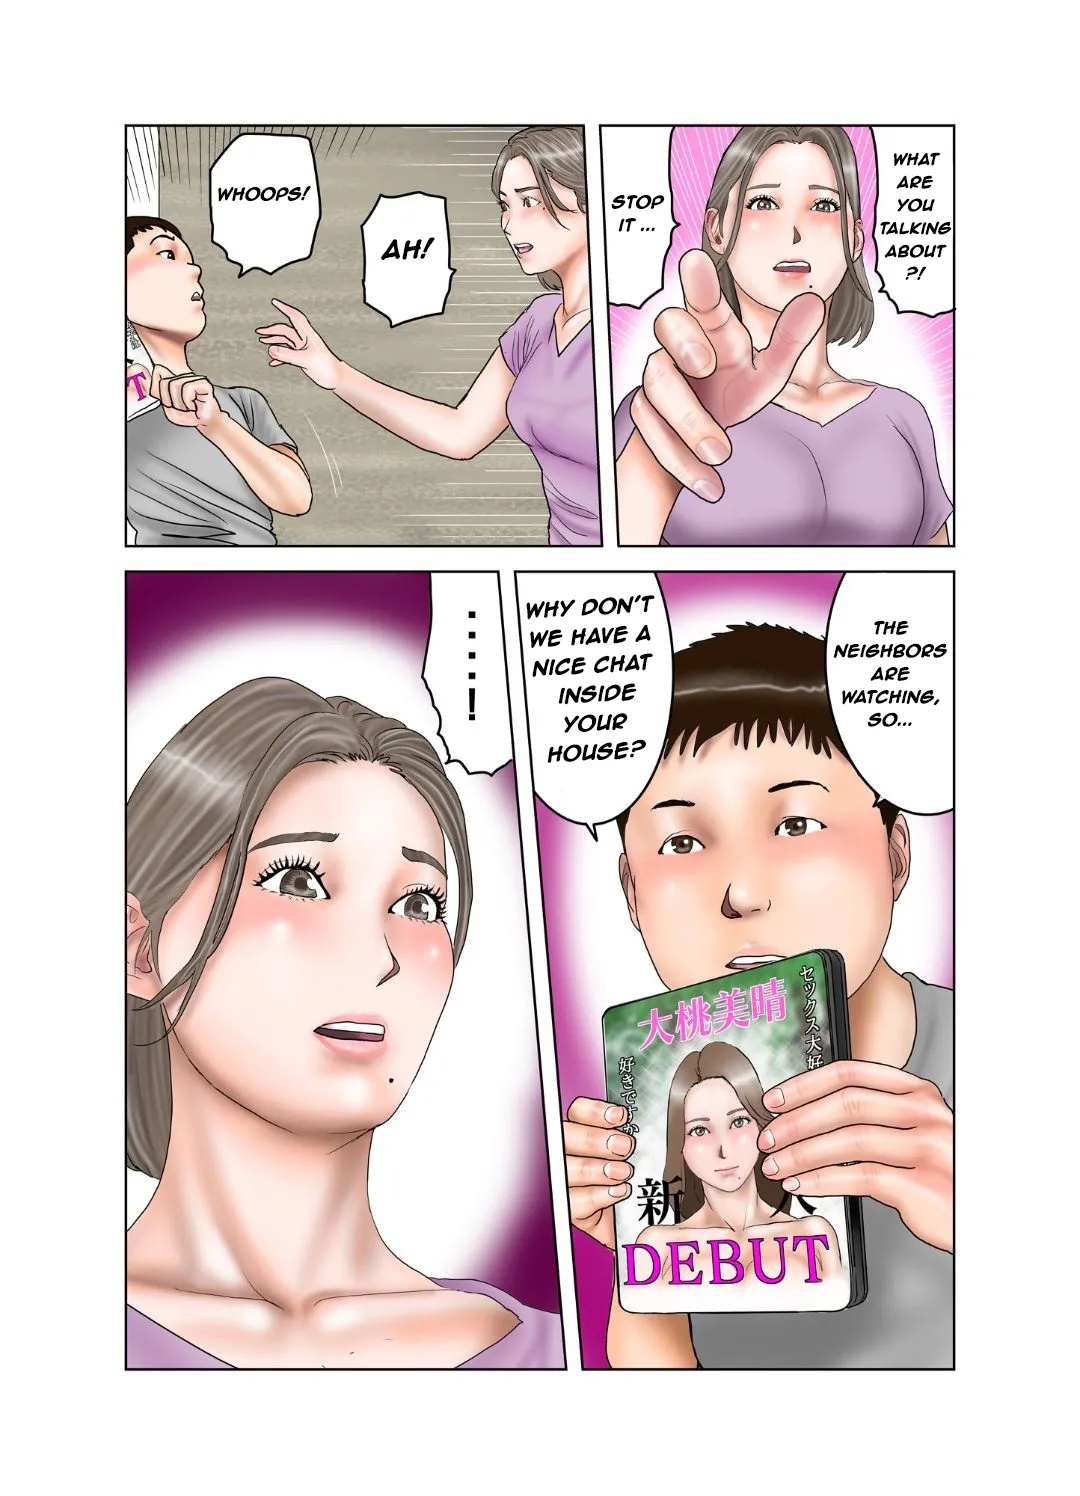 WHAT
ARE
YOU
TALKING
ABOUT
?!
STOP
IT ...
AH!
WHOOPS!
T
THE
NEIGHBORS
ARE
WATCHING,
SO...
WHY DON'T
WE HAVE A
NICE CHAT
INSIDE
YOUR
HOUSE?
大桃美晴
セックス大好
好きですか
新人
DEBUT
.....!